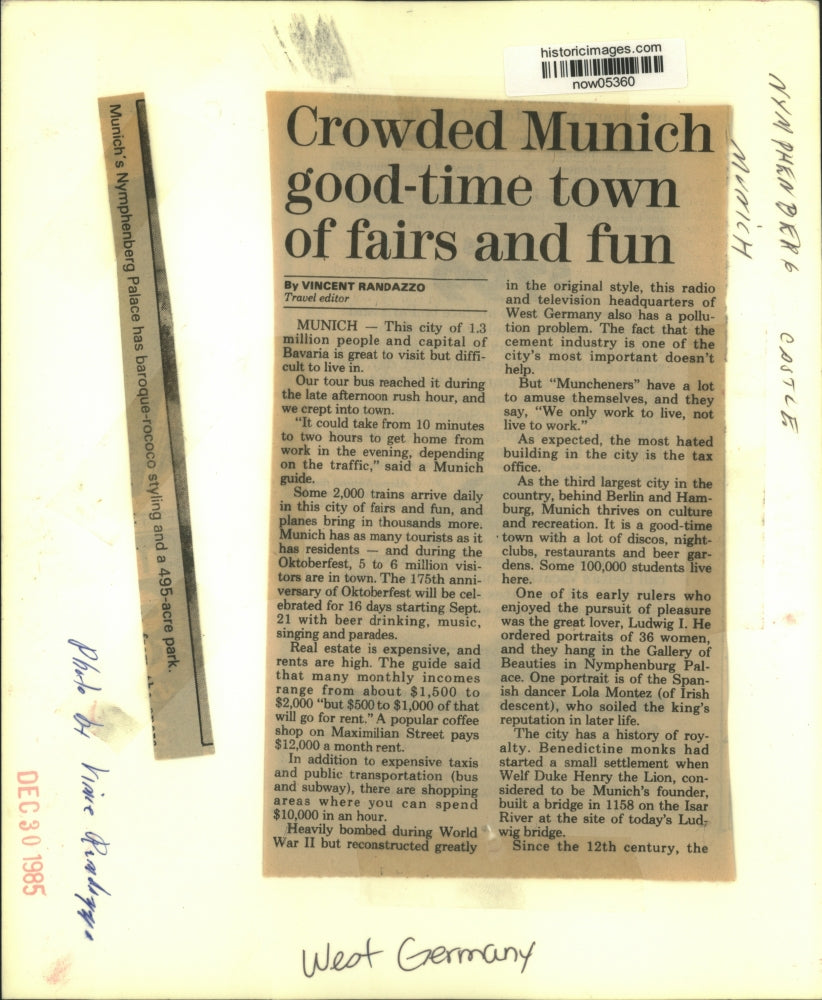 historicimages.com
now05360
NYMPHENBERG CASTLE
MUNICH
Munich's Nymphenberg Palace has baroque-rococo styling and a 495-acre park.
Crowded Munich
good-time town
of fairs and fun
By VINCENT RANDAZZO
Travel editor
MUNICH — This city of 1.3
million people and capital of
Bavaria is great to visit but diffi-
cult to live in.
Our tour bus reached it during
the late afternoon rush hour, and
we crept into town.
"It could take from 10 minutes
to two hours to get home from
work in the evening, depending
on the traffic," said a Munich
guide.
Some 2,000 trains arrive daily
in this city of fairs and fun, and
planes bring in thousands more.
Munich has as many tourists as it
has residents — and during the
Oktoberfest, 5 to 6 million visi-
tors are in town. The 175th anni-
versary of Oktoberfest will be cel-
ebrated for 16 days starting Sept.
21 with beer drinking, music,
singing and parades.
Real estate is expensive, and
rents are high. The guide said
that many monthly incomes
range from about $1,500 to
$2,000 "but $500 to $1,000 of that
will go for rent." A popular coffee
shop on Maximilian Street pays
$12,000 a month rent.
In addition to expensive taxis
and public transportation (bus
and subway), there are shopping
areas where you can spend
$10,000 in an hour.
Heavily bombed during World
War II but reconstructed greatly
in the original style, this radio
and television headquarters of
West Germany also has a pollu-
tion problem. The fact that the
cement industry is one of the
city's most important doesn't
help.
But "Muncheners" have a lot
to amuse themselves, and they
say, "We only work to live, not
live to work."
As expected, the most hated
building in the city is the tax
office.
As the third largest city in the
country, behind Berlin and Ham-
burg, Munich thrives on culture
and recreation. It is a good-time
town with a lot of discos, night-
clubs, restaurants and beer gar-
dens. Some 100,000 students live
here.
One of its early rulers who
enjoyed the pursuit of pleasure
was the great lover, Ludwig I. He
ordered portraits of 36 women,
and they hang in the Gallery of
Beauties in Nymphenburg Pal-
ace. One portrait is of the Span-
ish dancer Lola Montez (of Irish
descent), who soiled the king's
reputation in later life.
The city has a history of roy-
alty. Benedictine monks had
started a small settlement when
Welf Duke Henry the Lion, con-
sidered to be Munich's founder,
built a bridge in 1158 on the Isar
River at the site of today's Lud-
wig bridge.
Since the 12th century, the
Photo by Vince Randazzo
DEC 30 1985
West Germany